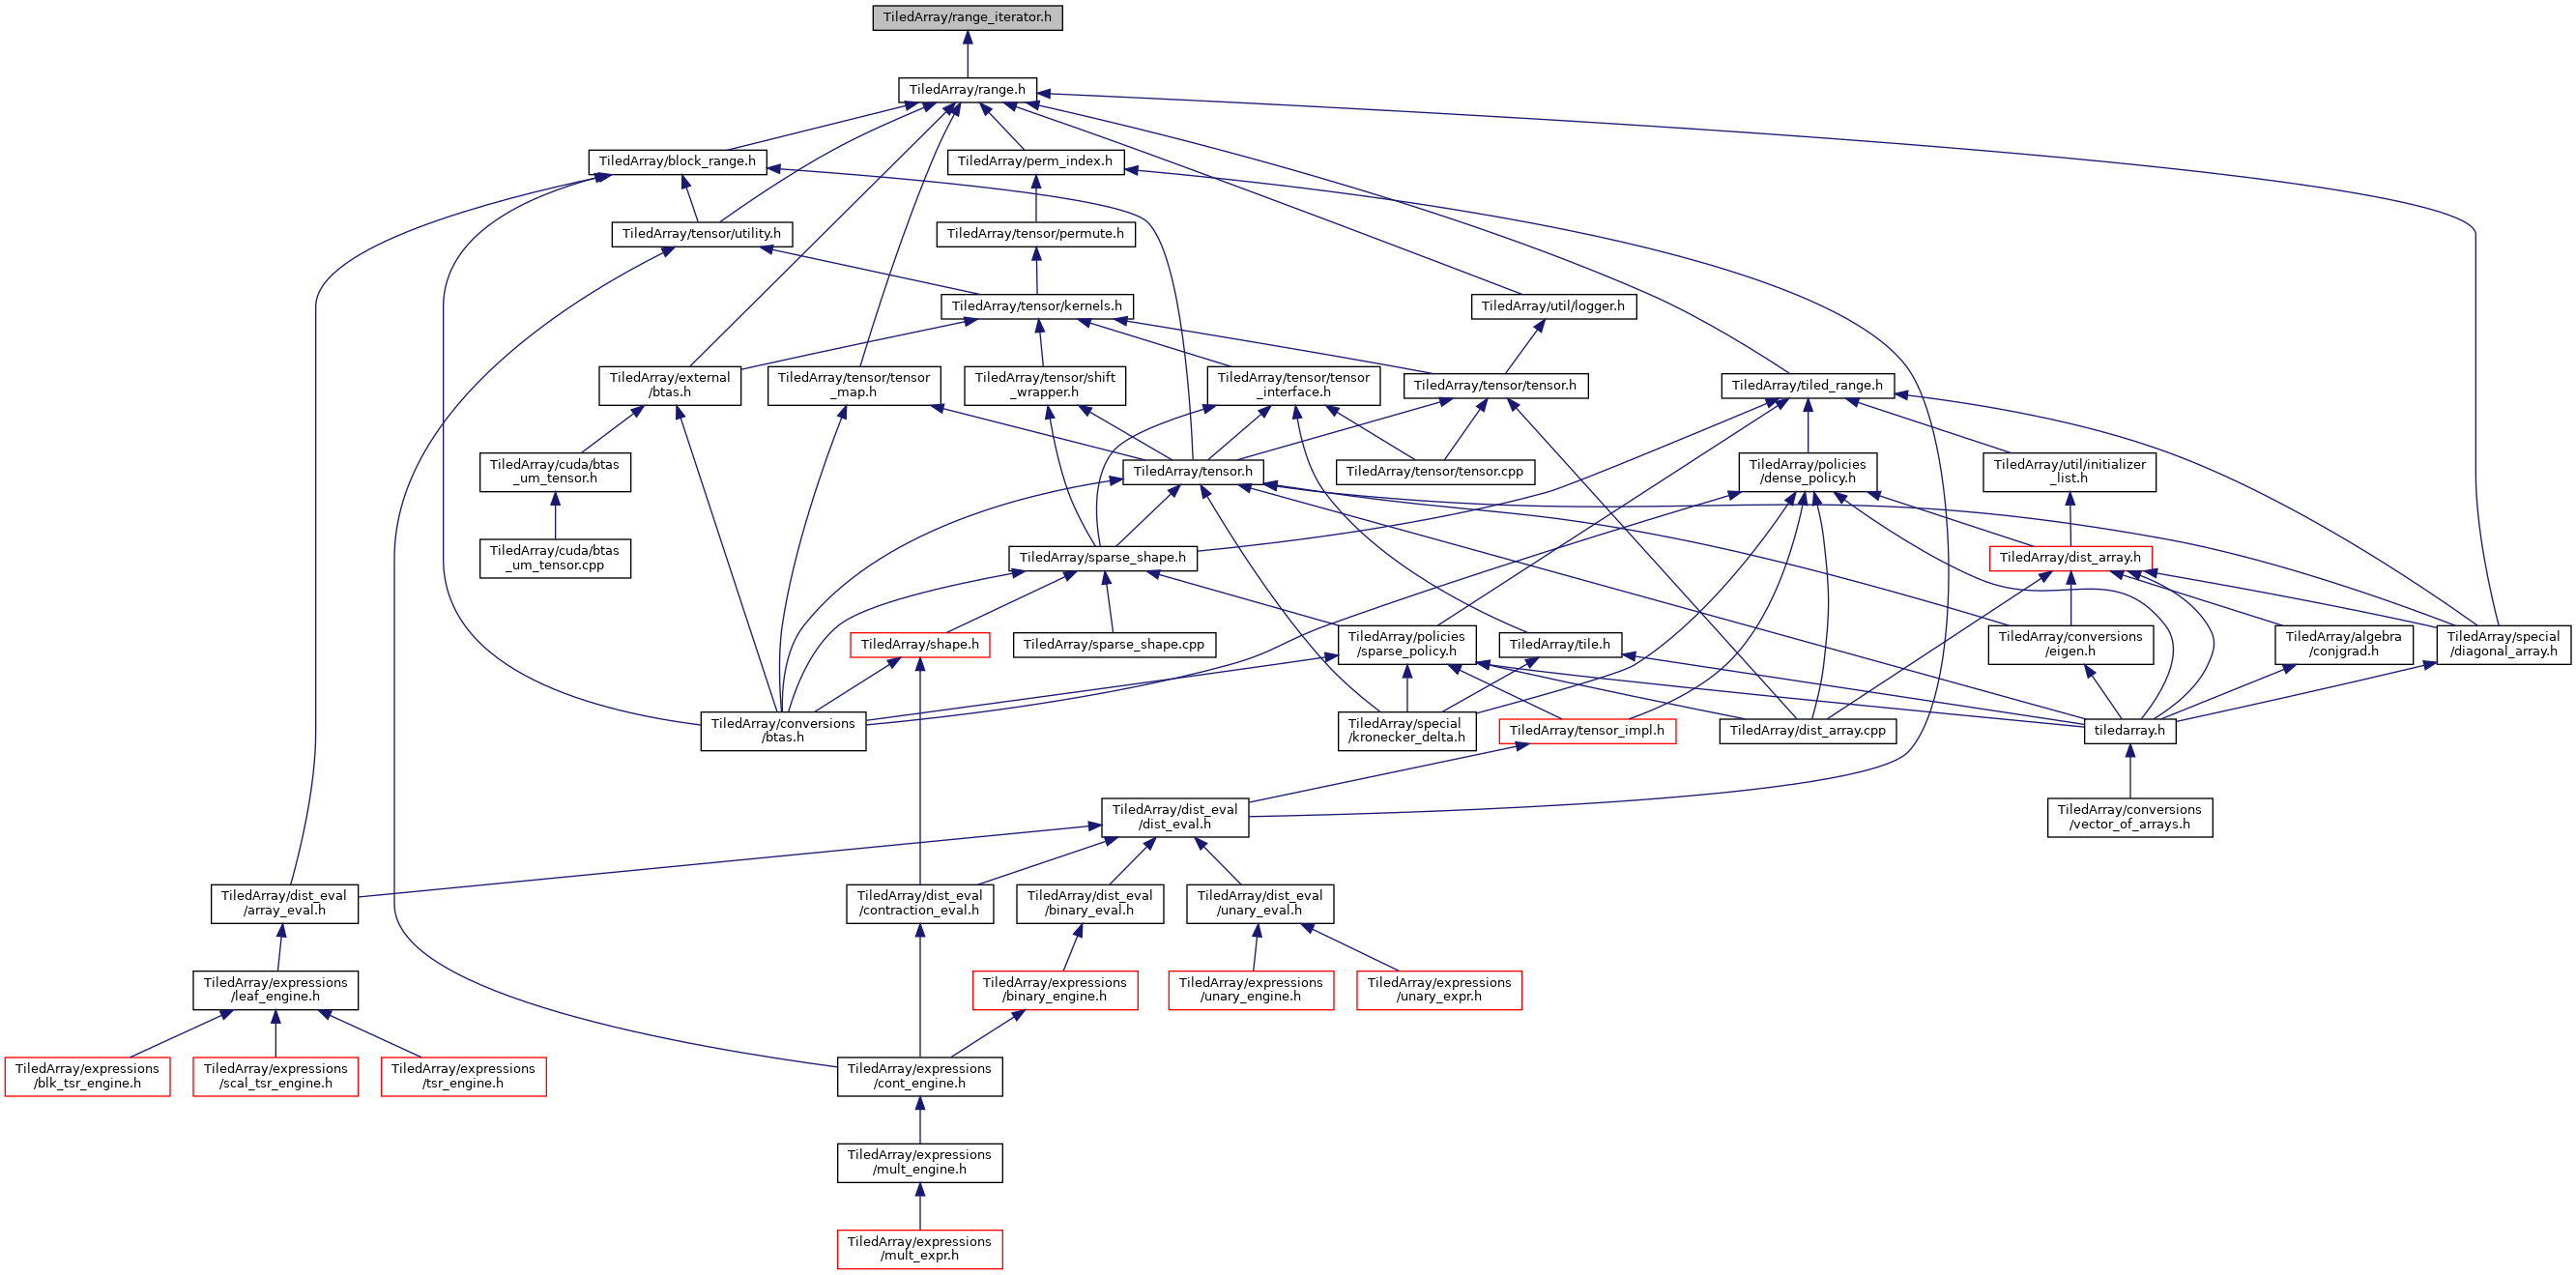 TiledArray/range_iterator.h
TiledArray/range.h
TiledArray/block_range.h
TiledArray/perm_index.h
TiledArray/tensor/utility.h
TiledArray/tensor/permute.h
TiledArray/tensor/kernels.h
TiledArray/util/logger.h
TiledArray/external
/btas.h
TiledArray/tensor/tensor
_map.h
TiledArray/tensor/shift
_wrapper.h
TiledArray/tensor/tensor
_interface.h
TiledArray/tensor/tensor.h
TiledArray/tiled_range.h
TiledArray/cuda/btas
_um_tensor.h
TiledArray/tensor.h
TiledArray/tensor/tensor.cpp
TiledArray/policies
/dense_policy.h
TiledArray/util/initializer
_list.h
TiledArray/cuda/btas
_um_tensor.cpp
TiledArray/sparse_shape.h
TiledArray/dist_array.h
TiledArray/shape.h
TiledArray/sparse_shape.cpp
TiledArray/policies
/sparse_policy.h
TiledArray/tile.h
TiledArray/conversions
/eigen.h
TiledArray/algebra
/conjgrad.h
TiledArray/special
/diagonal_array.h
TiledArray/conversions
/btas.h
TiledArray/special
/kronecker_delta.h
TiledArray/tensor_impl.h
TiledArray/dist_array.cpp
tiledarray.h
TiledArray/dist_eval
/dist_eval.h
TiledArray/conversions
/vector_of_arrays.h
TiledArray/dist_eval
/array_eval.h
TiledArray/dist_eval
/contraction_eval.h
TiledArray/dist_eval
/binary_eval.h
TiledArray/dist_eval
/unary_eval.h
TiledArray/expressions
/leaf_engine.h
TiledArray/expressions
/binary_engine.h
TiledArray/expressions
/unary_engine.h
TiledArray/expressions
/unary_expr.h
TiledArray/expressions
/blk_tsr_engine.h
TiledArray/expressions
/scal_tsr_engine.h
TiledArray/expressions
/tsr_engine.h
TiledArray/expressions
/cont_engine.h
TiledArray/expressions
/mult_engine.h
TiledArray/expressions
/mult_expr.h